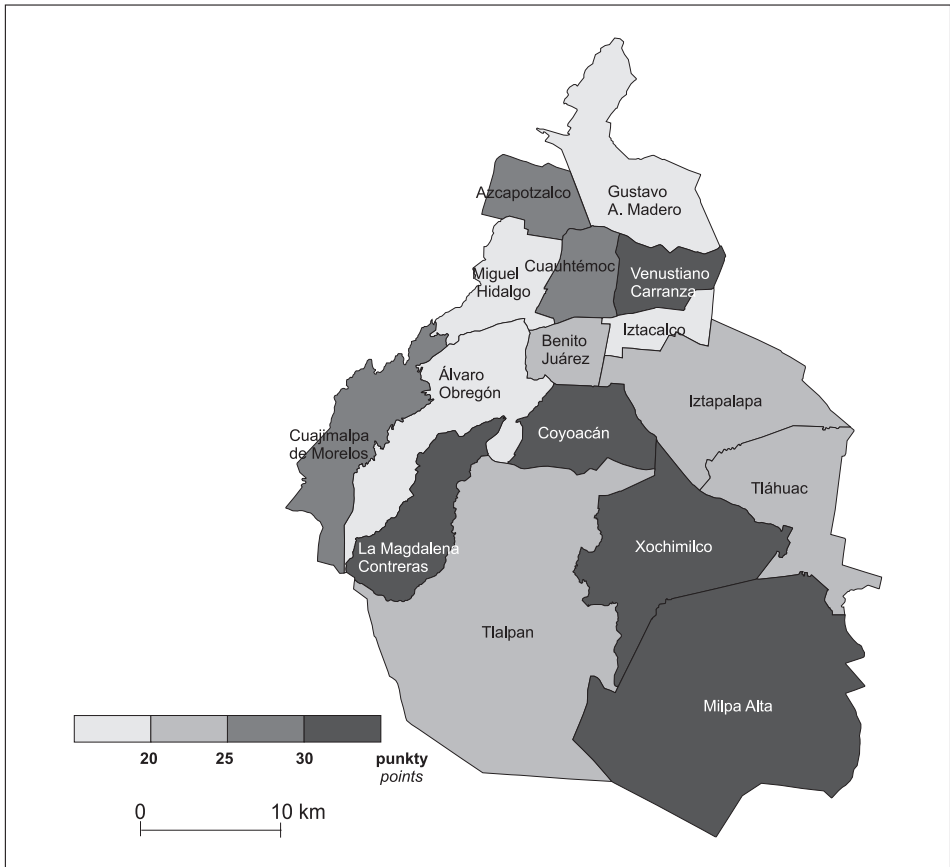 Azcapotzalco
Gustavo
A. Madero
Cuauhtémoc
Miguel
Hidalgo
Venustiano
Carranza
Iztacalco
Benito
Juárez
Álvaro
Obregón
Iztapalapa
Cuajimalpa
de Morelos
Coyoacán
Tláhuac
La Magdalena
Contreras
Xochimilco
Tlalpan
Milpa Alta
20 25 30 punkty
points
0 10 km